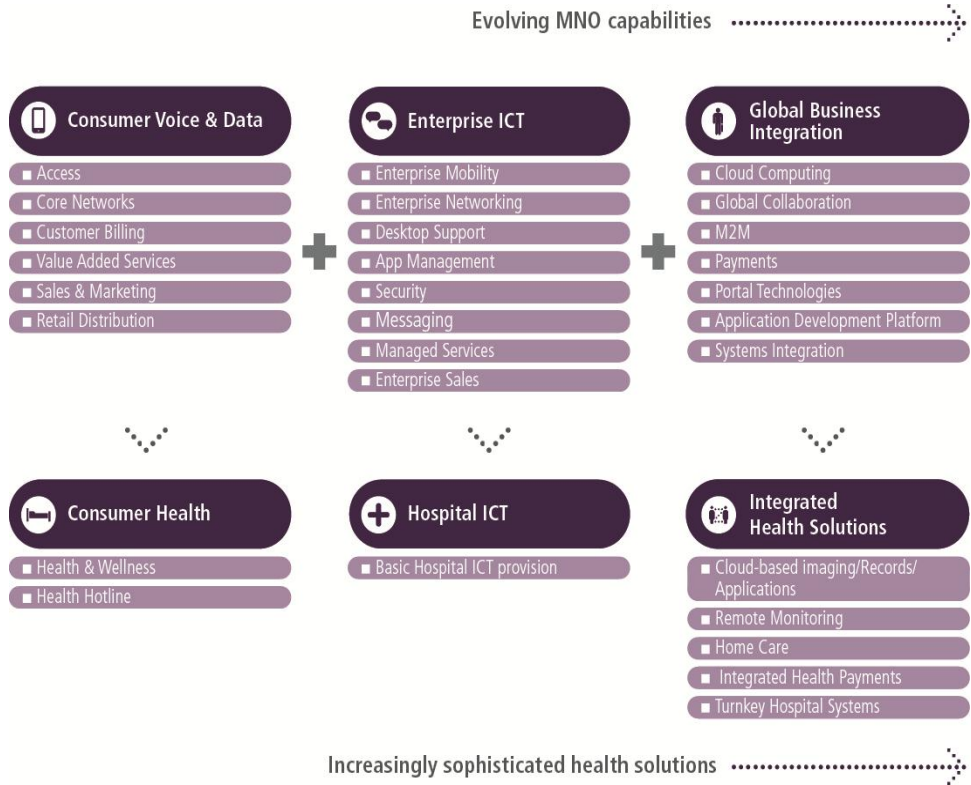 Evolving MNO capabilities
Consumer Voice & Data
Access
Core Networks
Customer Billing
Value Added Services
Sales & Marketing
Retail Distribution
Enterprise ICT
Enterprise Mobility
Enterprise Networking
Desktop Support
App Management
Security
Messaging
Managed Services
Enterprise Sales
Global Business
Integration
Cloud Computing
Global Collaboration
M2M
Payments
Portal Technologies
Application Development Platform
Systems Integration
Consumer Health
Health & Wellness
Health Hotline
Hospital ICT
Basic Hospital ICT provision
Integrated
Health Solutions
Cloud-based imaging/Records/
Applications
Remote Monitoring
Home Care
Integrated Health Payments
Turnkey Hospital Systems
Increasingly sophisticated health solutions